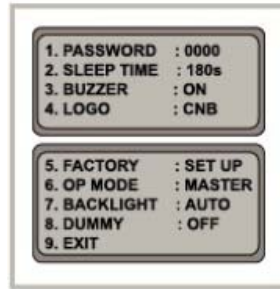 1. PASSWORD : 0000
2. SLEEP TIME : 180s
3. BUZZER : ON
4. LOGO : CNB
5. FACTORY : SET UP
6. OP MODE : MASTER
7. BACKLIGHT : AUTO
8. DUMMY : OFF
9. EXIT